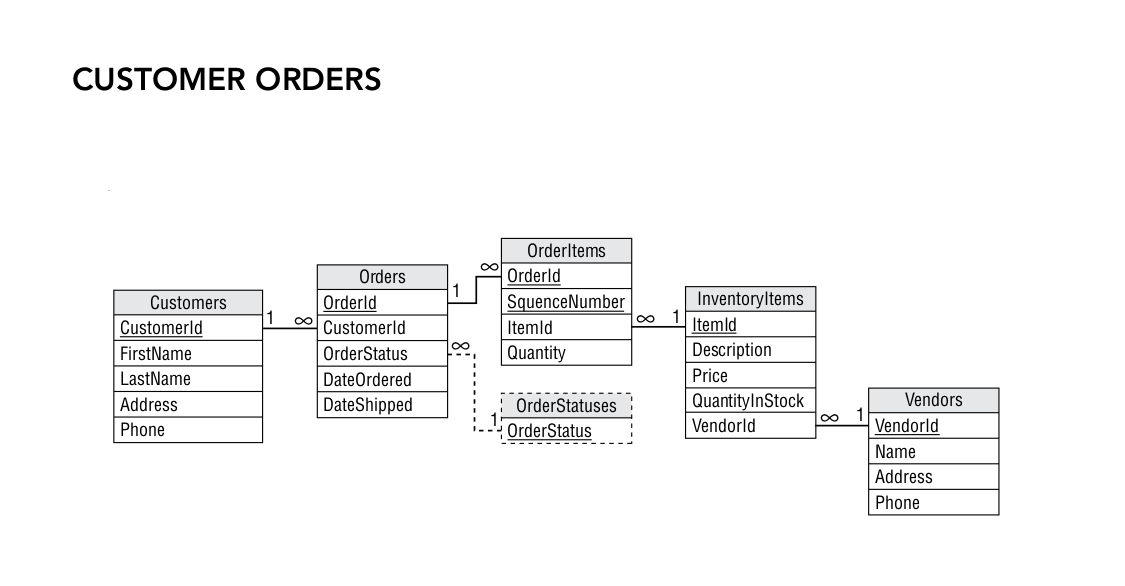 CUSTOMER ORDERS
Customers
CustomerId
FirstName
LastName
Address
Phone
1
∞
Orders
OrderId
CustomerId
OrderStatus
DateOrdered
DateShipped
1
∞
∞
1
OrderItems
OrderId
SquenceNumber
ItemId
Quantity
OrderStatuses
OrderStatus
∞
1
InventoryItems
ItemId
Description
Price
QuantityInStock
VendorId
∞
1
Vendors
VendorId
Name
Address
Phone